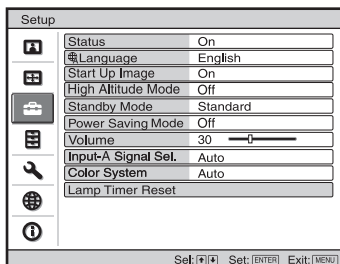 Setup
Status On
Language English
Start Up Image On
High Altitude Mode Off
Standby Mode Standard
Power Saving Mode Off
Volume 30
Input-A Signal Sel. Auto
Color System Auto
Lamp Timer Reset
Sel: Set: ENTER Exit: MENU